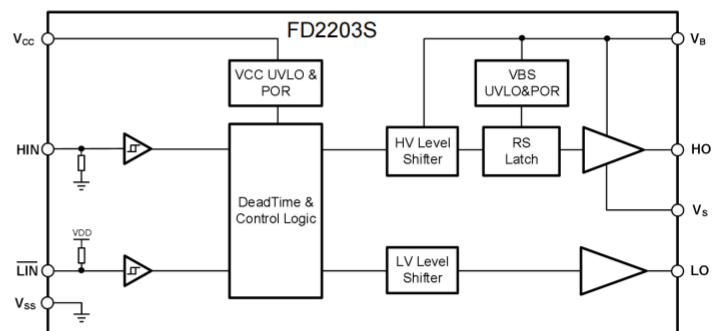 FD2203S
VCC
VB
VCC UVLO &
POR
VBS
UVLO&POR
HIN
DeadTime &
Control Logic
HV Level
Shifter
RS
Latch
HO
VS
VDD
LIN
LV Level
Shifter
LO
VSS